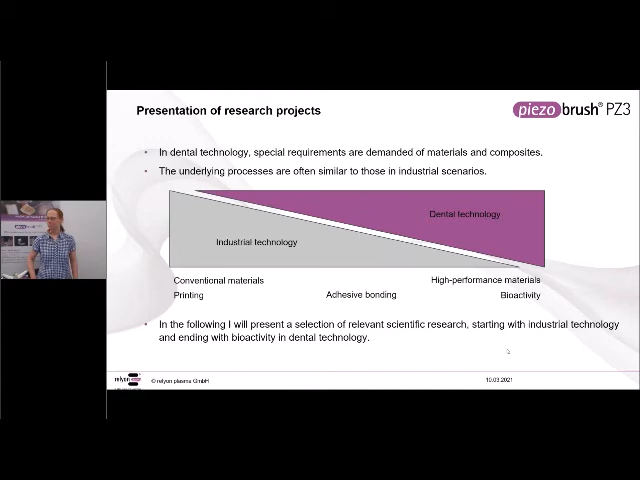 Presentation of research projects
piezobrush® PZ3
• In dental technology, special requirements are demanded of materials and composites.
• The underlying processes are often similar to those in industrial scenarios.
Dental technology
Industrial technology
Conventional materials
High-performance materials
Printing
Adhesive bonding
Bioactivity
• In the following I will present a selection of relevant scientific research, starting with industrial technology
and ending with bioactivity in dental technology.
relyon
© relyon plasma GmbH
10.03.2021